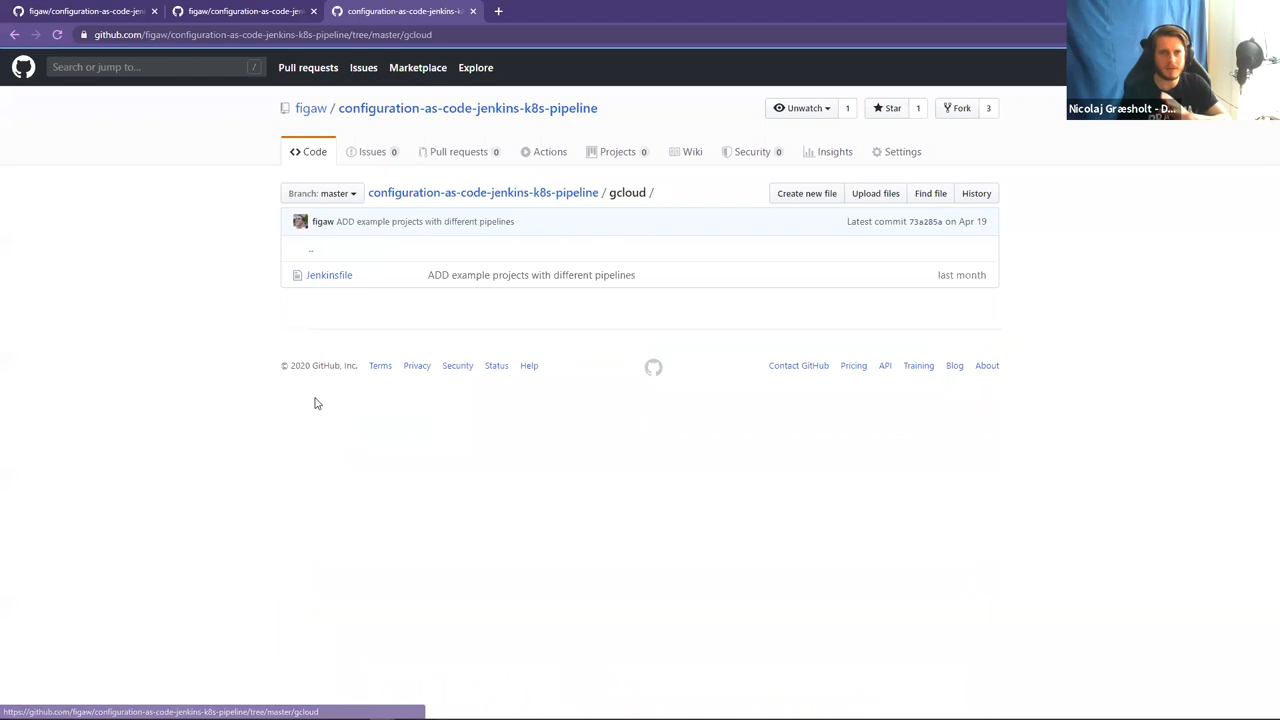 figaw/configuration-as-code-jen
figaw/configuration-as-code-jen
configuration-as-code-jenkins-k8
github.com/figaw/configuration-as-code-jenkins-k8s-pipeline/tree/master/gcloud
Search or jump to...
/
Pull requests
Issues
Marketplace
Explore
Nicolaj Græsholt - D...
figaw / configuration-as-code-jenkins-k8s-pipeline
Unwatch 1
Star 1
Fork 3
Code
Issues 0
Pull requests 0
Actions
Projects 0
Wiki
Security 0
Insights
Settings
Branch: master
configuration-as-code-jenkins-k8s-pipeline / gcloud /
Create new file
Upload files
Find file
History
figaw ADD example projects with different pipelines
Latest commit 73a285a on Apr 19
..
Jenkinsfile
ADD example projects with different pipelines
last month
© 2020 GitHub, Inc.
Terms
Privacy
Security
Status
Help
Contact GitHub
Pricing
API
Training
Blog
About
https://github.com/figaw/configuration-as-code-jenkins-k8s-pipeline/tree/master/gcloud